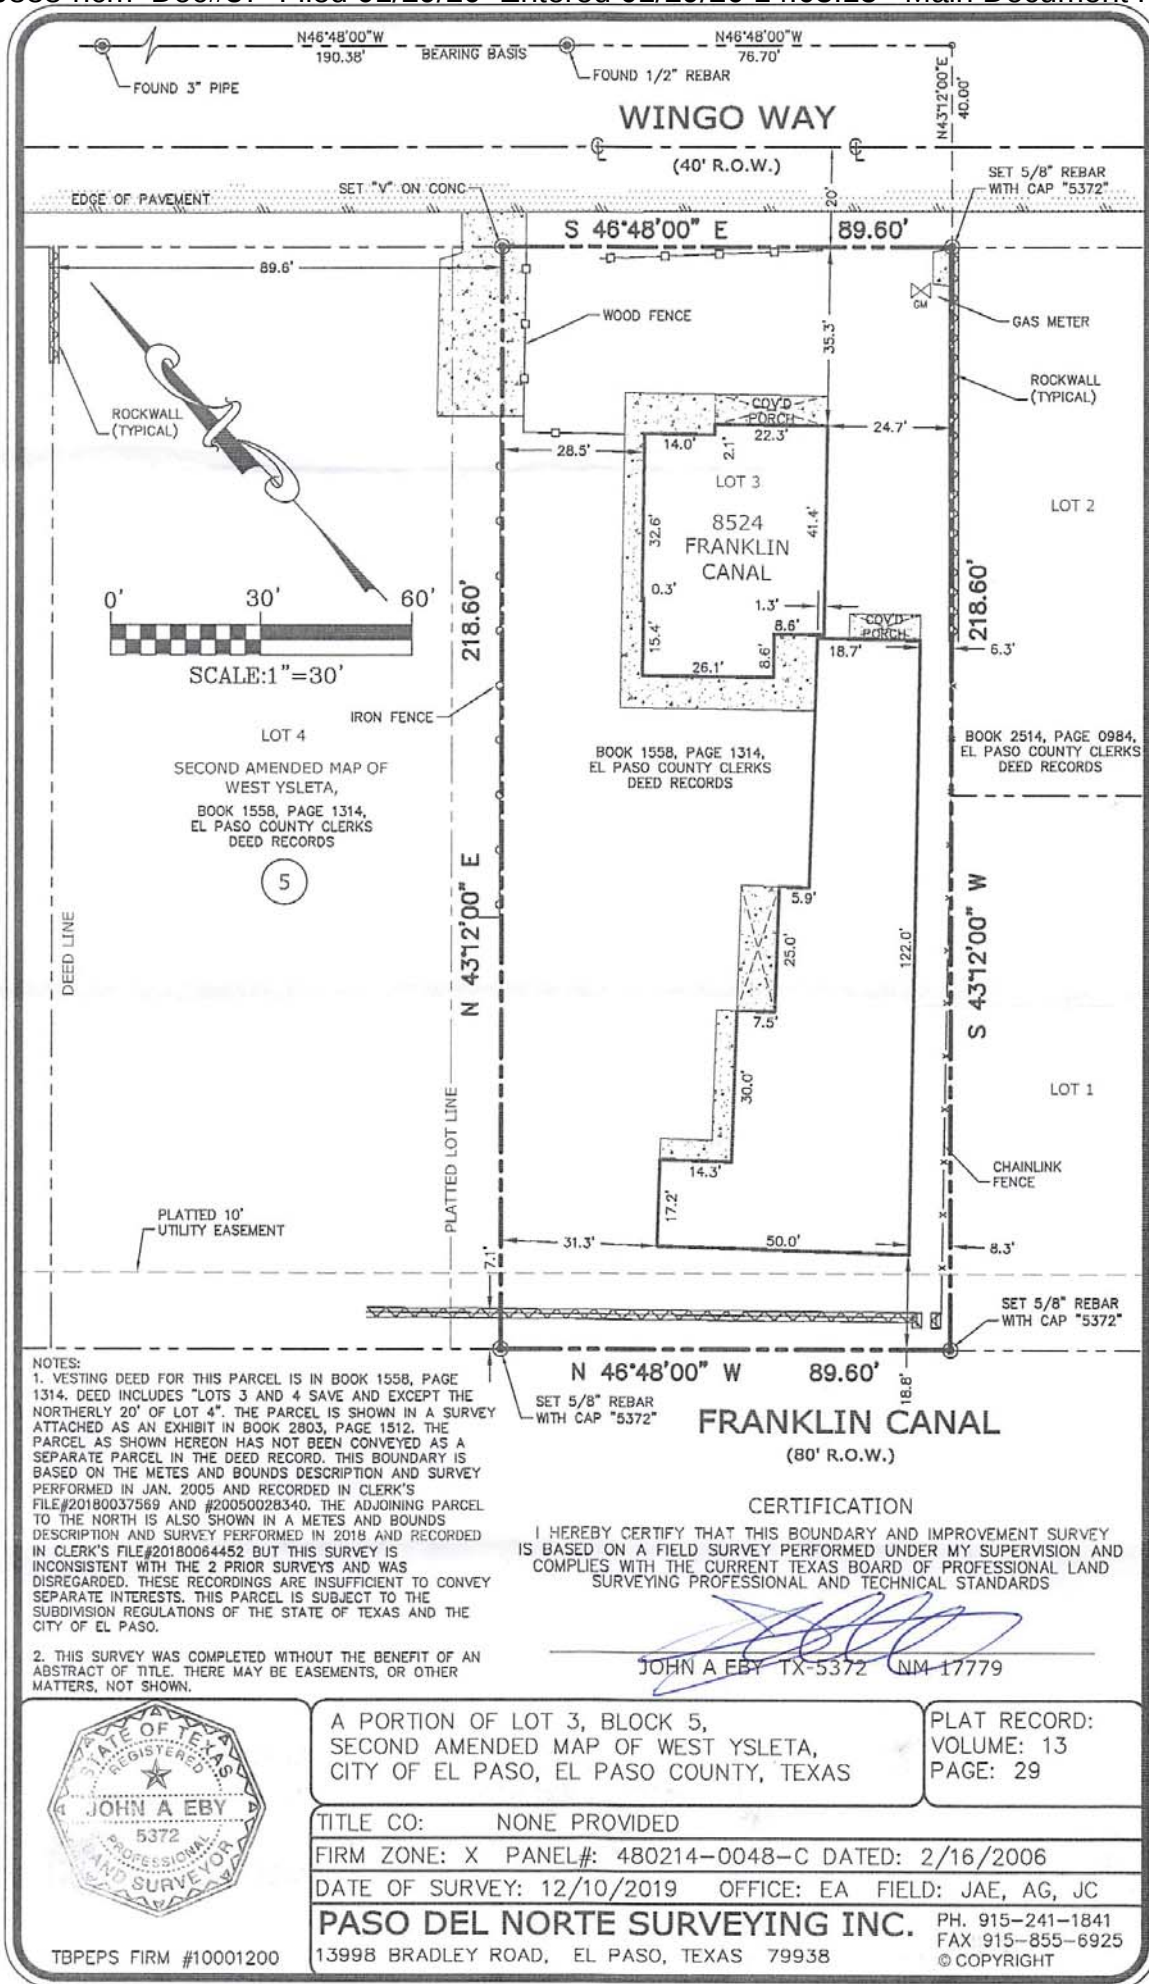 Doc#57 Filed 02/20/20 Entered 02/20/20 14:03:28 Main Document
N46°48'00"W
190.38'
BEARING BASIS
N46°48'00"W
76.70'
FOUND 3" PIPE
FOUND 1/2" REBAR
N43°12'00"E
40.00'
WINGO WAY
(40' R.O.W.)
20'
SET "V" ON CONC
SET 5/8" REBAR
WITH CAP "5372"
EDGE OF PAVEMENT
S 46°48'00" E 89.60'
89.6'
WOOD FENCE
35.3'
GM
GAS METER
ROCKWALL
(TYPICAL)
ROCKWALL
(TYPICAL)
COV'D
PORCH
28.5'
14.0'
2.1'
22.3'
24.7'
LOT 3
8524
FRANKLIN
CANAL
LOT 2
32.6'
0.3'
15.4'
41.4'
1.3'
8.6'
8.6'
26.1'
COV'D
PORCH
18.7'
6.3'
218.60'
218.60'
0' 30' 60'
SCALE:1"=30'
IRON FENCE
LOT 4
SECOND AMENDED MAP OF
WEST YSLETA,
BOOK 1558, PAGE 1314,
EL PASO COUNTY CLERKS
DEED RECORDS
5
BOOK 1558, PAGE 1314,
EL PASO COUNTY CLERKS
DEED RECORDS
BOOK 2514, PAGE 0984,
EL PASO COUNTY CLERKS
DEED RECORDS
N 43°12'00" E
S 43°12'00" W
DEED LINE
PLATTED LOT LINE
5.9'
25.0'
7.5'
30.0'
14.3'
17.2'
122.0'
LOT 1
CHAINLINK
FENCE
PLATTED 10'
UTILITY EASEMENT
31.3'
50.0'
8.3'
7.1'
18.8'
SET 5/8" REBAR
WITH CAP "5372"
N 46°48'00" W 89.60'
SET 5/8" REBAR
WITH CAP "5372"
FRANKLIN CANAL
(80' R.O.W.)
NOTES:
1. VESTING DEED FOR THIS PARCEL IS IN BOOK 1558, PAGE
1314. DEED INCLUDES "LOTS 3 AND 4 SAVE AND EXCEPT THE
NORTHERLY 20' OF LOT 4". THE PARCEL IS SHOWN IN A SURVEY
ATTACHED AS AN EXHIBIT IN BOOK 2803, PAGE 1512. THE
PARCEL AS SHOWN HEREON HAS NOT BEEN CONVEYED AS A
SEPARATE PARCEL IN THE DEED RECORD. THIS BOUNDARY IS
BASED ON THE METES AND BOUNDS DESCRIPTION AND SURVEY
PERFORMED IN JAN. 2005 AND RECORDED IN CLERK'S
FILE#20180037569 AND #20050028340. THE ADJOINING PARCEL
TO THE NORTH IS ALSO SHOWN IN A METES AND BOUNDS
DESCRIPTION AND SURVEY PERFORMED IN 2018 AND RECORDED
IN CLERK'S FILE#20180064452 BUT THIS SURVEY IS
INCONSISTENT WITH THE 2 PRIOR SURVEYS AND WAS
DISREGARDED. THESE RECORDINGS ARE INSUFFICIENT TO CONVEY
SEPARATE INTERESTS. THIS PARCEL IS SUBJECT TO THE
SUBDIVISION REGULATIONS OF THE STATE OF TEXAS AND THE
CITY OF EL PASO.
2. THIS SURVEY WAS COMPLETED WITHOUT THE BENEFIT OF AN
ABSTRACT OF TITLE. THERE MAY BE EASEMENTS, OR OTHER
MATTERS, NOT SHOWN.
CERTIFICATION
I HEREBY CERTIFY THAT THIS BOUNDARY AND IMPROVEMENT SURVEY
IS BASED ON A FIELD SURVEY PERFORMED UNDER MY SUPERVISION AND
COMPLIES WITH THE CURRENT TEXAS BOARD OF PROFESSIONAL LAND
SURVEYING PROFESSIONAL AND TECHNICAL STANDARDS
JOHN A EBY TX-5372 NM 17779
STATE OF TEXAS
REGISTERED
JOHN A EBY
5372
PROFESSIONAL
LAND SURVEYOR
TBPEPS FIRM #10001200
A PORTION OF LOT 3, BLOCK 5,
SECOND AMENDED MAP OF WEST YSLETA,
CITY OF EL PASO, EL PASO COUNTY, TEXAS
PLAT RECORD:
VOLUME: 13
PAGE: 29
TITLE CO: NONE PROVIDED
FIRM ZONE: X PANEL#: 480214-0048-C DATED: 2/16/2006
DATE OF SURVEY: 12/10/2019 OFFICE: EA FIELD: JAE, AG, JC
PASO DEL NORTE SURVEYING INC.
13998 BRADLEY ROAD, EL PASO, TEXAS 79938
PH. 915-241-1841
FAX 915-855-6925
© COPYRIGHT